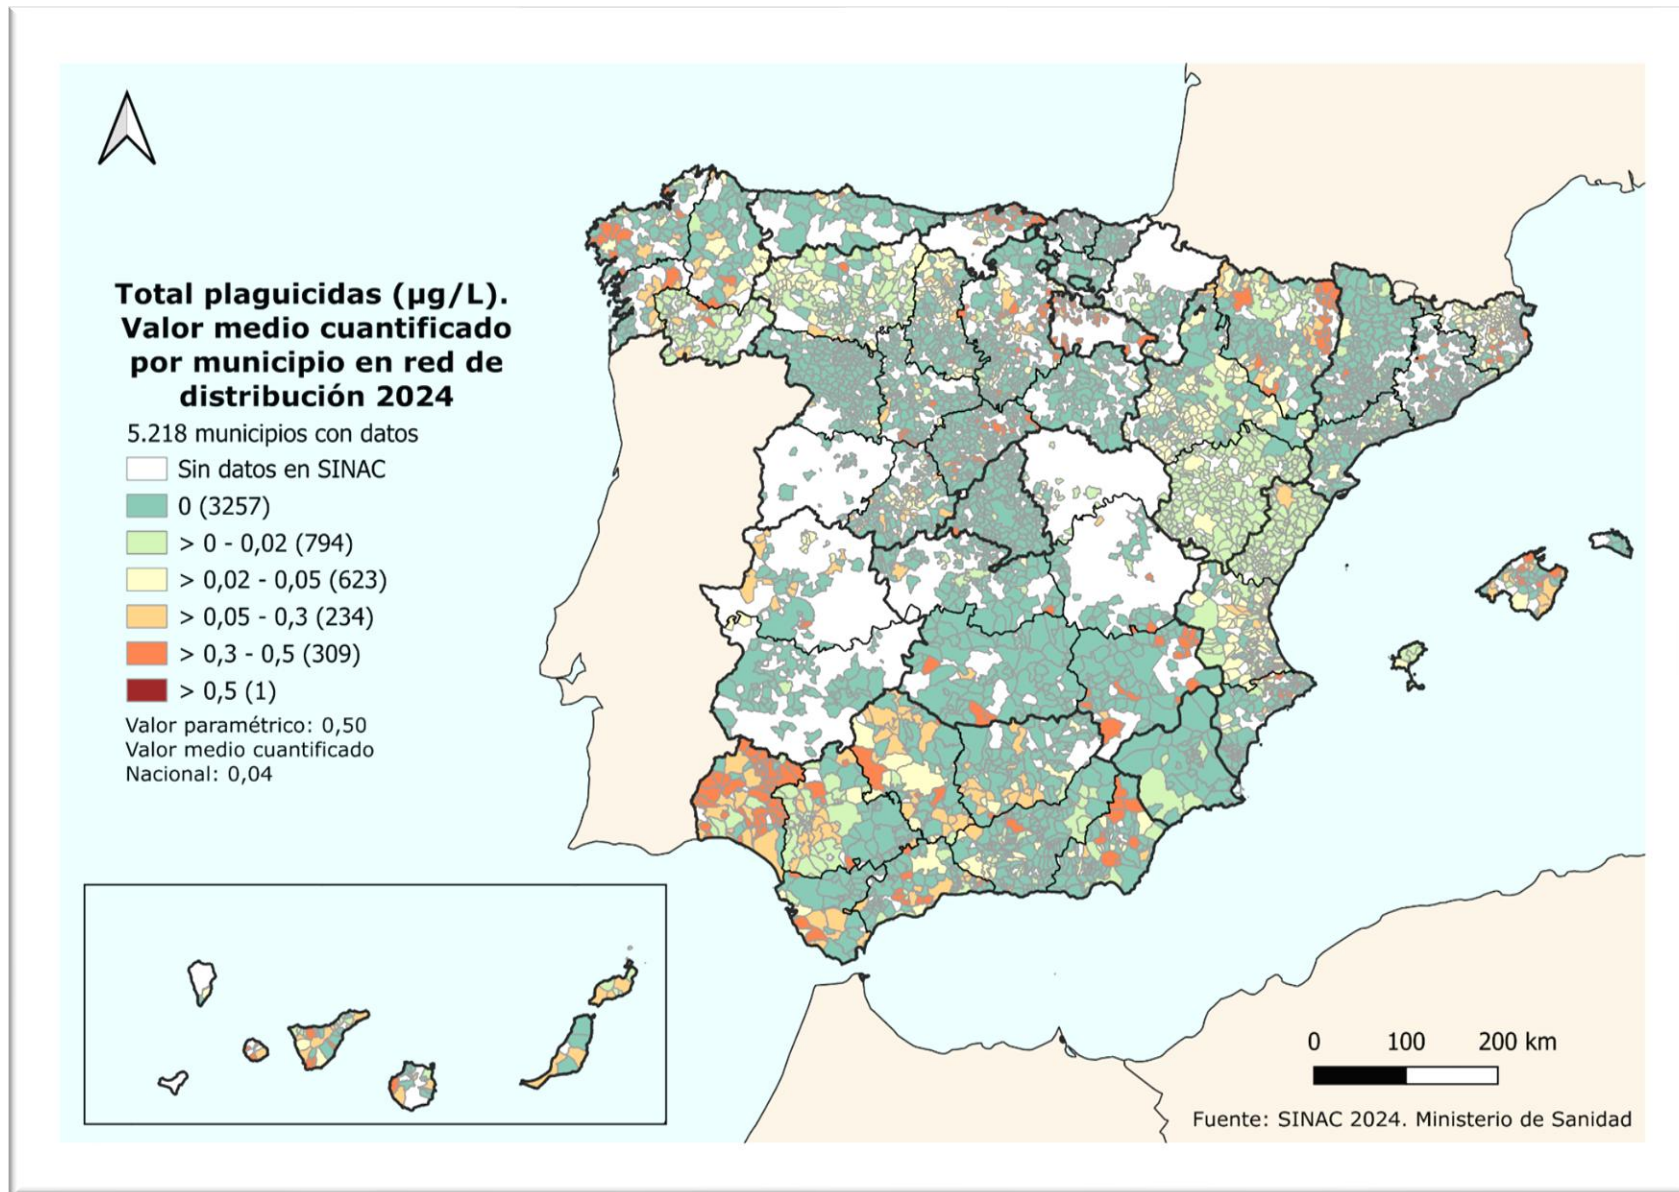 Total plaguicidas (µg/L).
Valor medio cuantificado
por municipio en red de
distribución 2024
5.218 municipios con datos
Sin datos en SINAC
0 (3257)
> 0 - 0,02 (794)
> 0,02 - 0,05 (623)
> 0,05 - 0,3 (234)
> 0,3 - 0,5 (309)
> 0,5 (1)
Valor paramétrico: 0,50
Valor medio cuantificado
Nacional: 0,04
0 100 200 km
Fuente: SINAC 2024. Ministerio de Sanidad